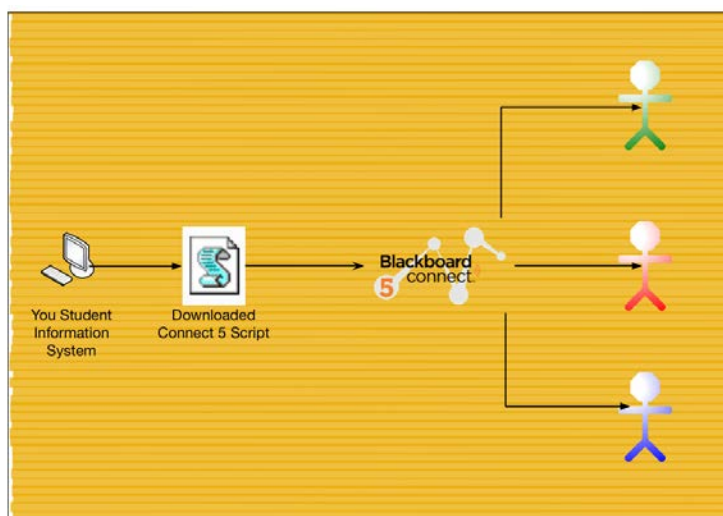 Blackboard
5 connect.
You Student
Information
System
Downloaded
Connect 5 Script